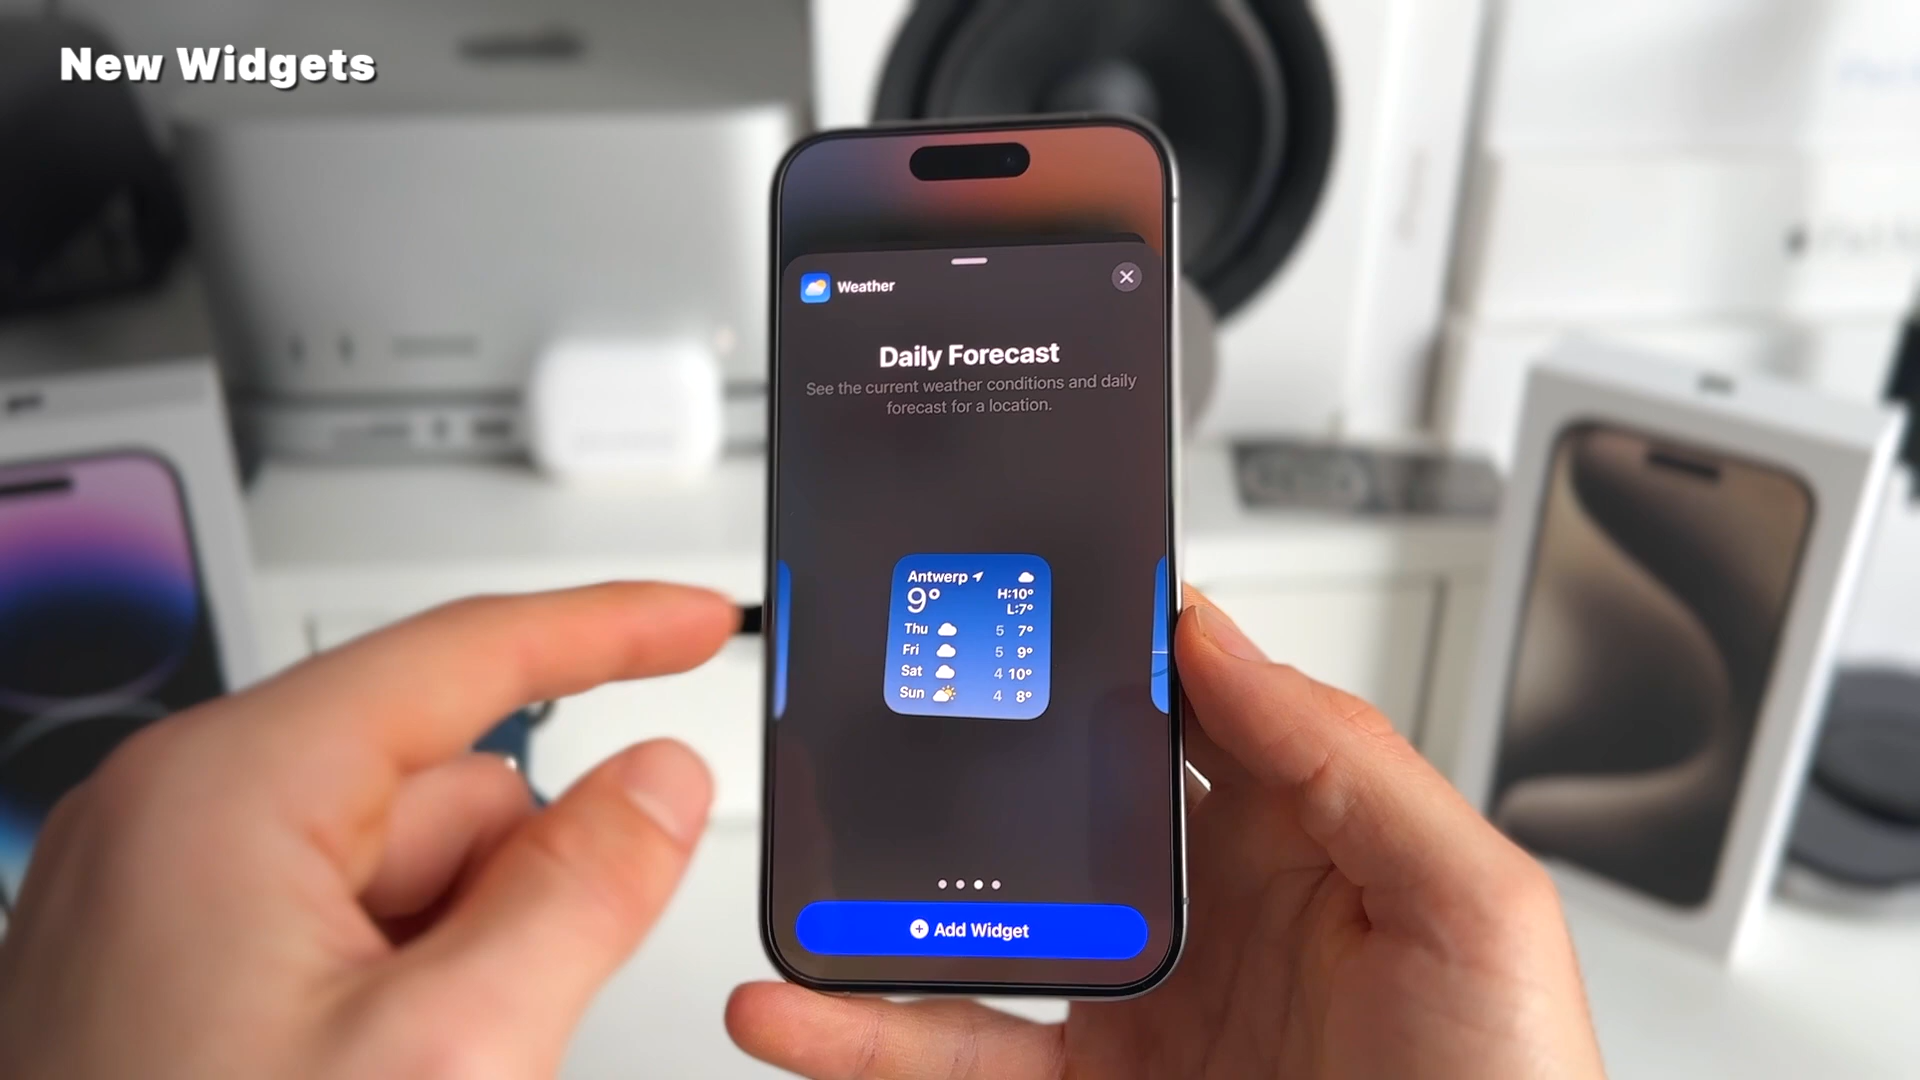 New Widgets
Weather
Daily Forecast
See the current weather conditions and daily
forecast for a location.
Antwerp
9°
H:10°
L:7°
Thu 5 7°
Fri 5 9°
Sat 4 10°
Sun 4 8°
Add Widget